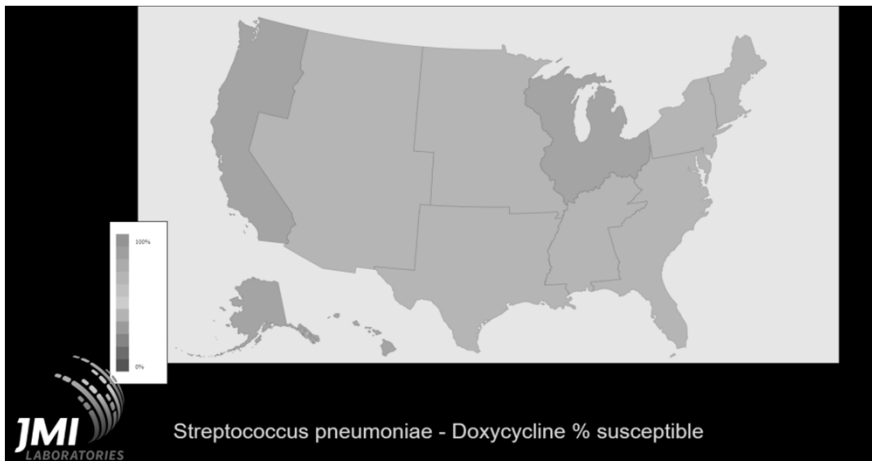 100%
0%
JMI
LABORATORIES
Streptococcus pneumoniae - Doxycycline % susceptible